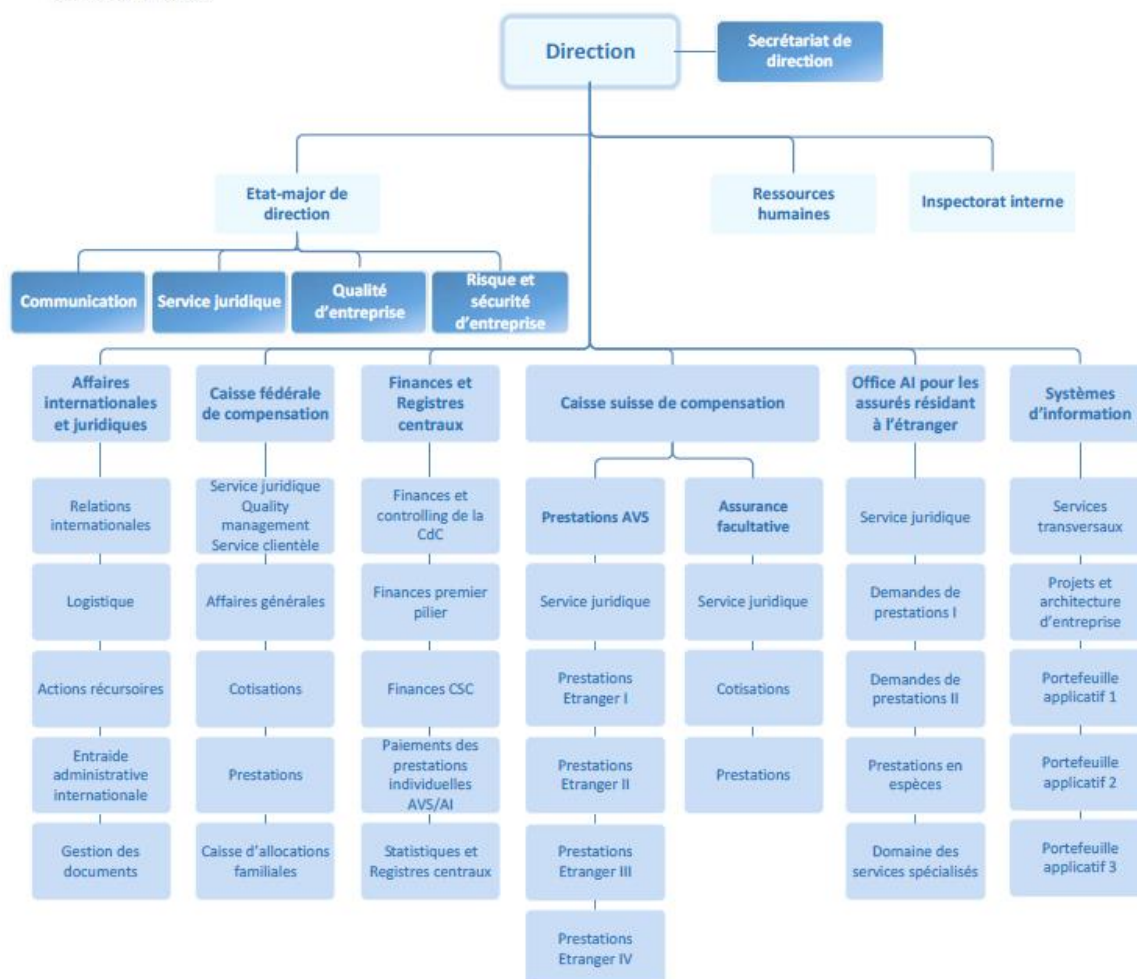 Direction
Secrétariat de
direction
Etat-major de
direction
Ressources
humaines
Inspectorat interne
Communication
Service juridique
Qualité
d'entreprise
Risque et
sécurité
d'entreprise
Affaires
internationales
et juridiques
Caisse fédérale
de compensation
Finances et
Registres
centraux
Caisse suisse de compensation
Office AI pour les
assurés résidant
à l'étranger
Systèmes
d'information
Relations
internationales
Service juridique
Quality
management
Service clientèle
Finances et
controlling de la
CdC
Prestations AVS
Assurance
facultative
Service juridique
Services
transversaux
Logistique
Affaires générales
Finances premier
pilier
Service juridique
Service juridique
Demandes de
prestations I
Projets et
architecture
d'entreprise
Actions récursoires
Cotisations
Finances CSC
Prestations
Etranger I
Cotisations
Demandes de
prestations II
Portefeuille
applicatif 1
Entraide
administrative
internationale
Prestations
Paiements des
prestations
individuelles
AVS/AI
Prestations
Etranger II
Prestations
Prestations en
espèces
Portefeuille
applicatif 2
Gestion des
documents
Caisse d'allocations
familiales
Statistiques et
Registres centraux
Prestations
Etranger III
Domaine des
services spécialisés
Portefeuille
applicatif 3
Prestations
Etranger IV